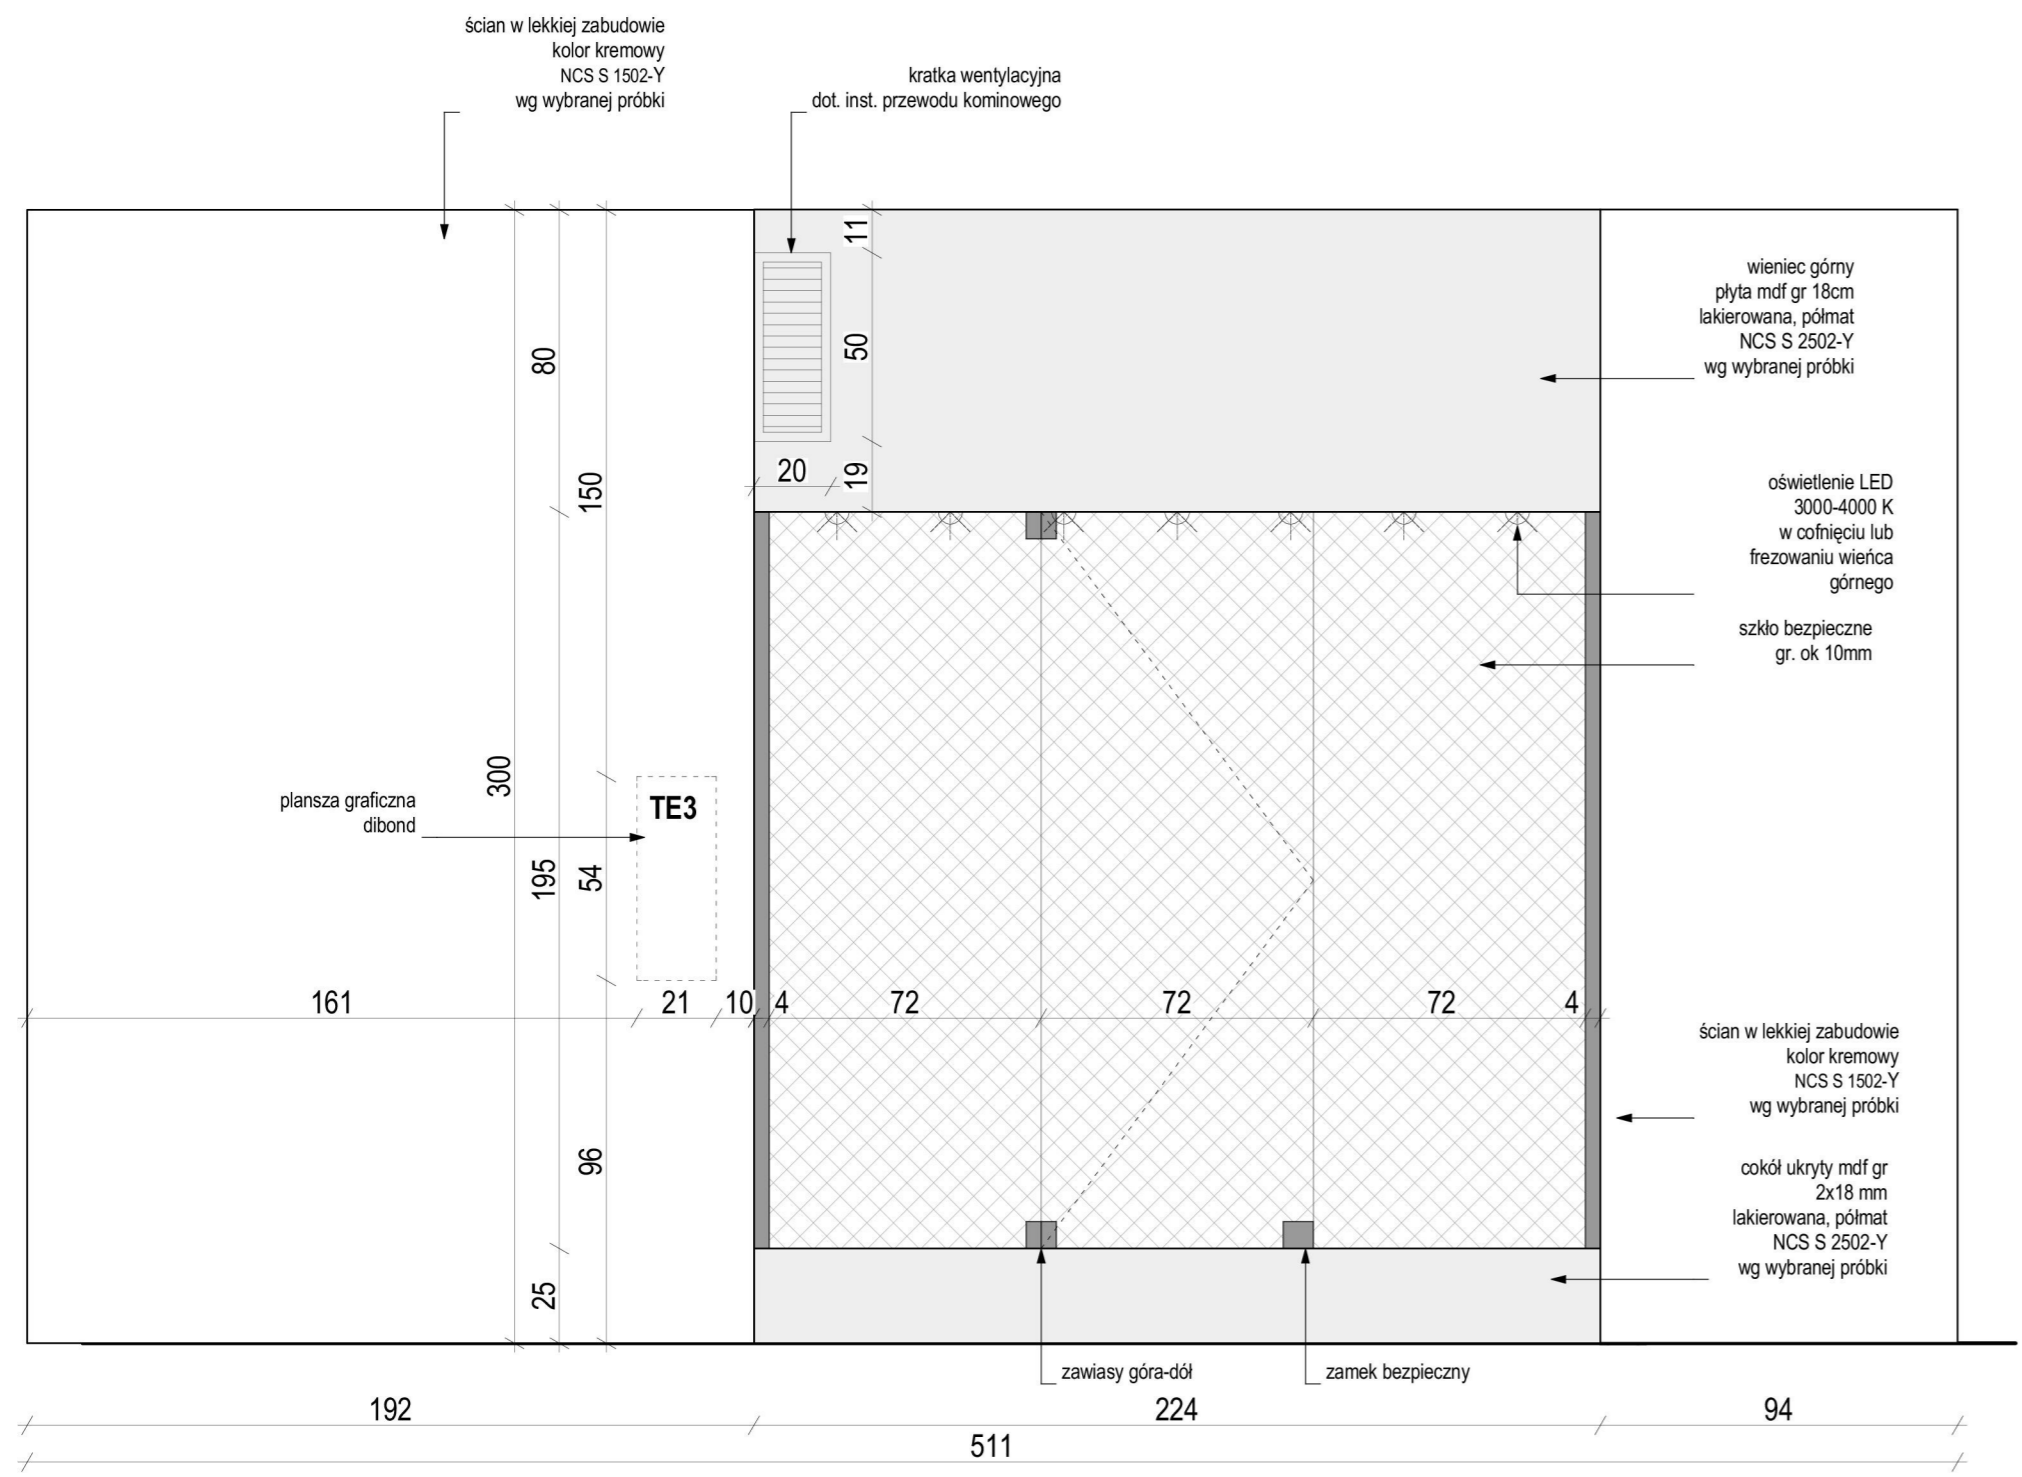 ścian w lekkiej zabudowie
kolor kremowy
NCS S 1502-Y
wg wybranej próbki
kratka wentylacyjna
dot. inst. przewodu kominowego
11
50
19
20
80
150
300
195
54
96
25
wieniec górny
płyta mdf gr 18cm
lakierowana, półmat
NCS S 2502-Y
wg wybranej próbki
oświetlenie LED
3000-4000 K
w cofnięciu lub
frezowaniu wieńca
górnego
szkło bezpieczne
gr. ok 10mm
plansza graficzna
dibond
TE3
161
21
10
4
72
72
72
4
ścian w lekkiej zabudowie
kolor kremowy
NCS S 1502-Y
wg wybranej próbki
cokół ukryty mdf gr
2x18 mm
lakierowana, półmat
NCS S 2502-Y
wg wybranej próbki
zawiasy góra-dół
zamek bezpieczny
192
224
94
511